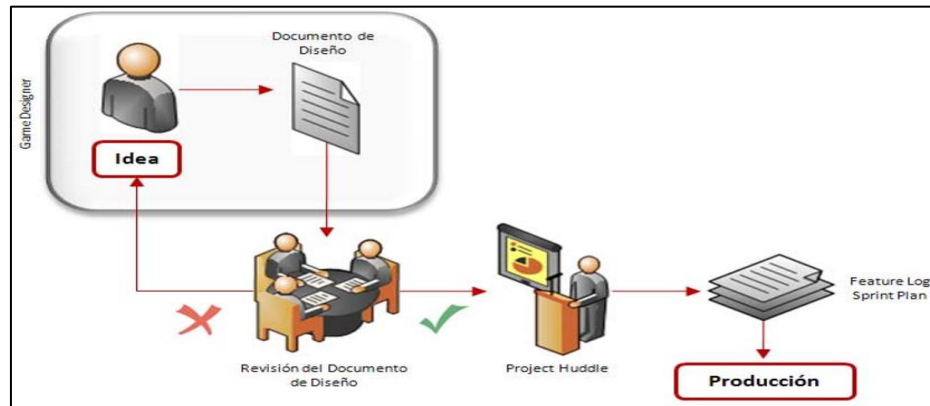 Game Designer
Documento de
Diseño
Idea
Revisión del Documento
de Diseño
Project Huddle
Feature Log
Sprint Plan
Producción